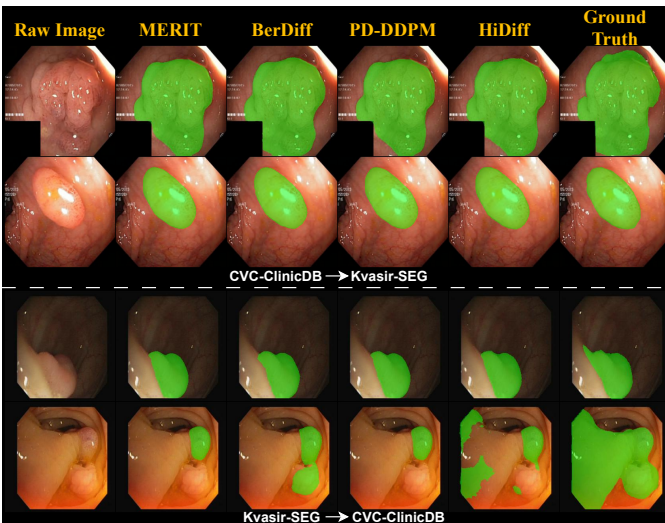 Raw Image MERIT BerDiff PD-DDPM HiDiff Ground Truth
CVC-ClinicDB → Kvasir-SEG
Kvasir-SEG → CVC-ClinicDB